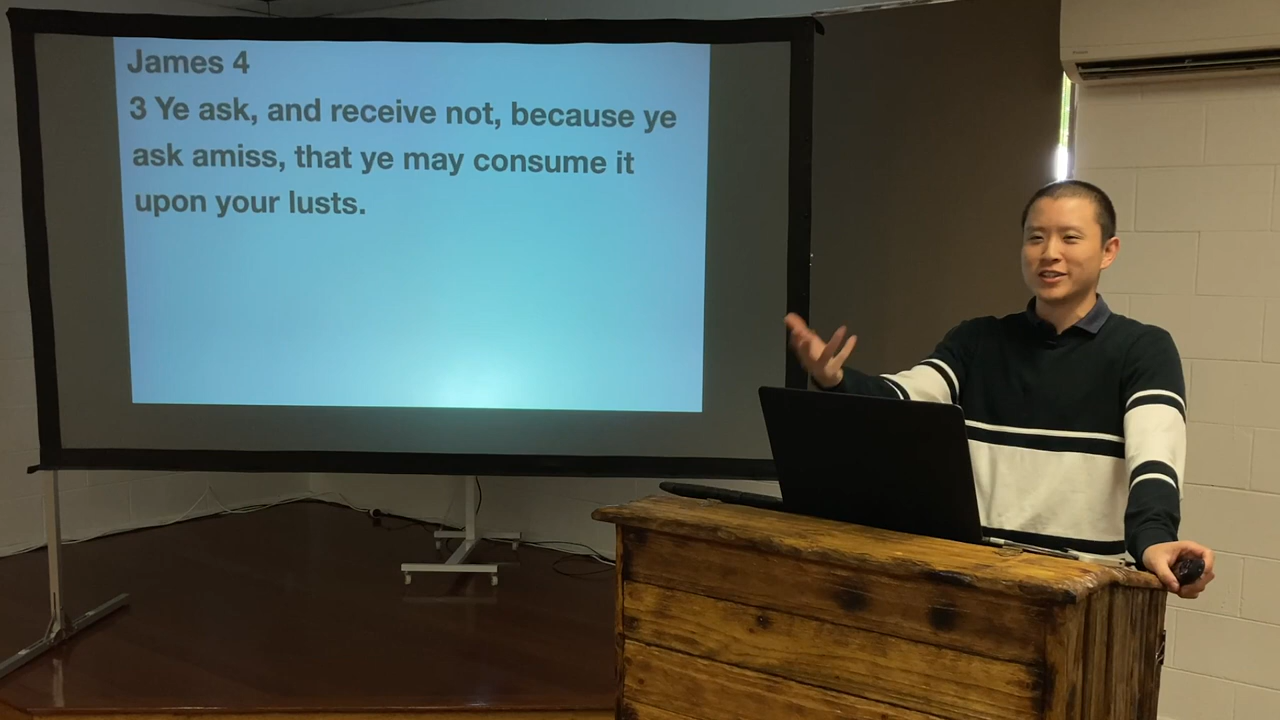 James 4
3 Ye ask, and receive not, because ye
ask amiss, that ye may consume it
upon your lusts.